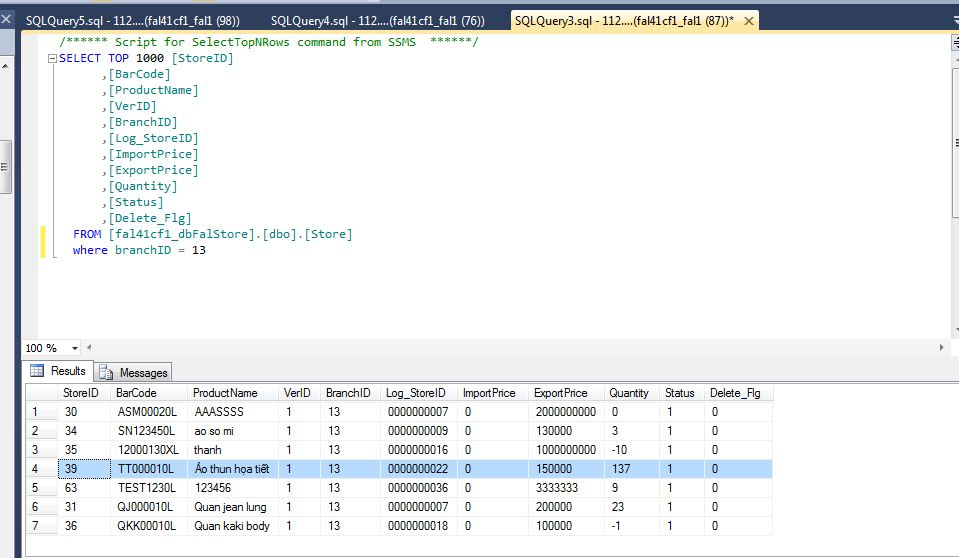 SQLQuery5.sql - 112....(fal41cf1_fal1 (98)) SQLQuery4.sql - 112....(fal41cf1_fal1 (76)) SQLQuery3.sql - 112....(fal41cf1_fal1 (87))*
/****** Script for SelectTopNRows command from SSMS ******/
SELECT TOP 1000 [StoreID]
,[BarCode]
,[ProductName]
,[VerID]
,[BranchID]
,[Log_StoreID]
,[ImportPrice]
,[ExportPrice]
,[Quantity]
,[Status]
,[Delete_Flg]
FROM [fal41cf1_dbFalStore].[dbo].[Store]
where branchID = 13
100 %
Results Messages
StoreID BarCode ProductName VerID BranchID Log_StoreID ImportPrice ExportPrice Quantity Status Delete_Flg
1 30 ASM00020L AAASSSS 1 13 0000000007 0 2000000000 0 1 0
2 34 SN123450L ao so mi 1 13 0000000009 0 130000 3 1 0
3 35 12000130XL thanh 1 13 0000000016 0 1000000000 -10 1 0
4 39 TT000010L Áo thun họa tiết 1 13 0000000022 0 150000 137 1 0
5 63 TEST1230L 123456 1 13 0000000036 0 3333333 9 1 0
6 31 QJ000010L Quan jean lung 1 13 0000000007 0 200000 23 1 0
7 36 QKK00010L Quan kaki body 1 13 0000000018 0 100000 -1 1 0